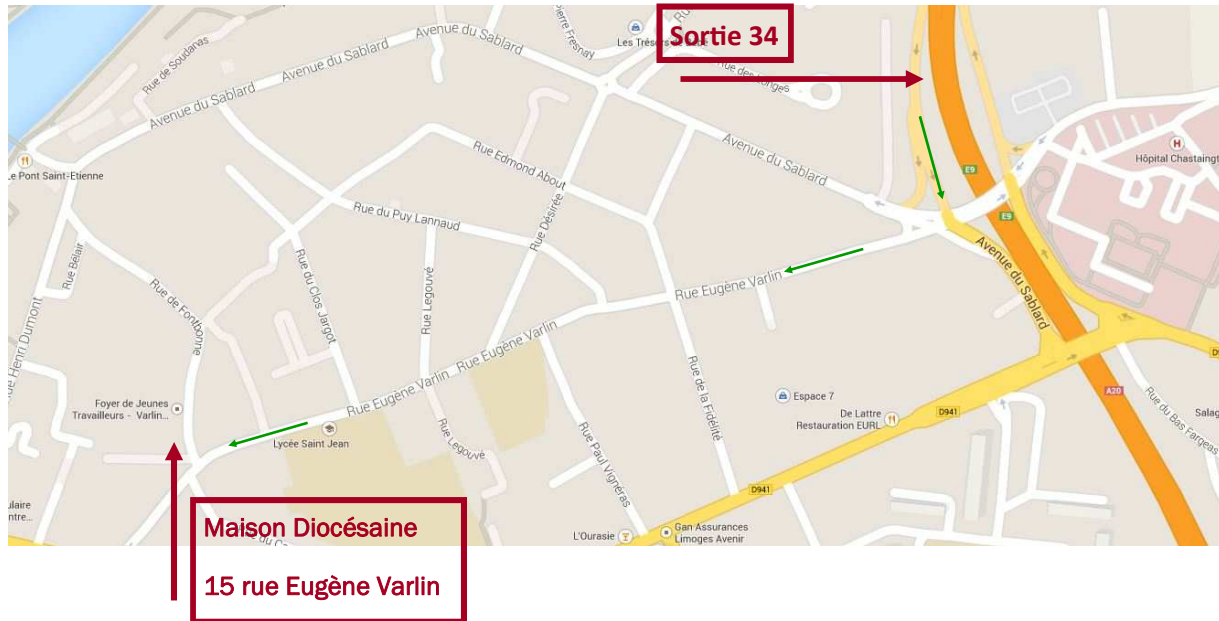 Sortie 34
Pierre Fresnay
Les Trésors
Rue de Soudanas
Avenue du Sablard
Avenue du Sablard
Avenue du Sablard
Avenue du Sablard
Avenue du Sablard
Le Pont Saint-Etienne
Rue Edmond About
Rue du Puy Lannaud
Rue Désirée
E9
E9
Hôpital Chastaingt
Rue Bélair
Rue de Fontbonne
Rue du Clos Jargot
Rue Legouvé
Rue Eugène Varlin
Rue Eugène Varlin
Rue Eugène Varlin
Rue Henri Dumont
Foyer de Jeunes
Travailleurs - Varlin...
Lycée Saint Jean
Rue Legouvé
Rue Paul Vignéras
Rue de la Fidélité
Espace 7
De Lattre
Restauration EURL
D941
D941
A20
Rue du Bas Fargeas
Salag
L'Ourasie
Gan Assurances
Limoges Avenir
Maison Diocésaine
15 rue Eugène Varlin